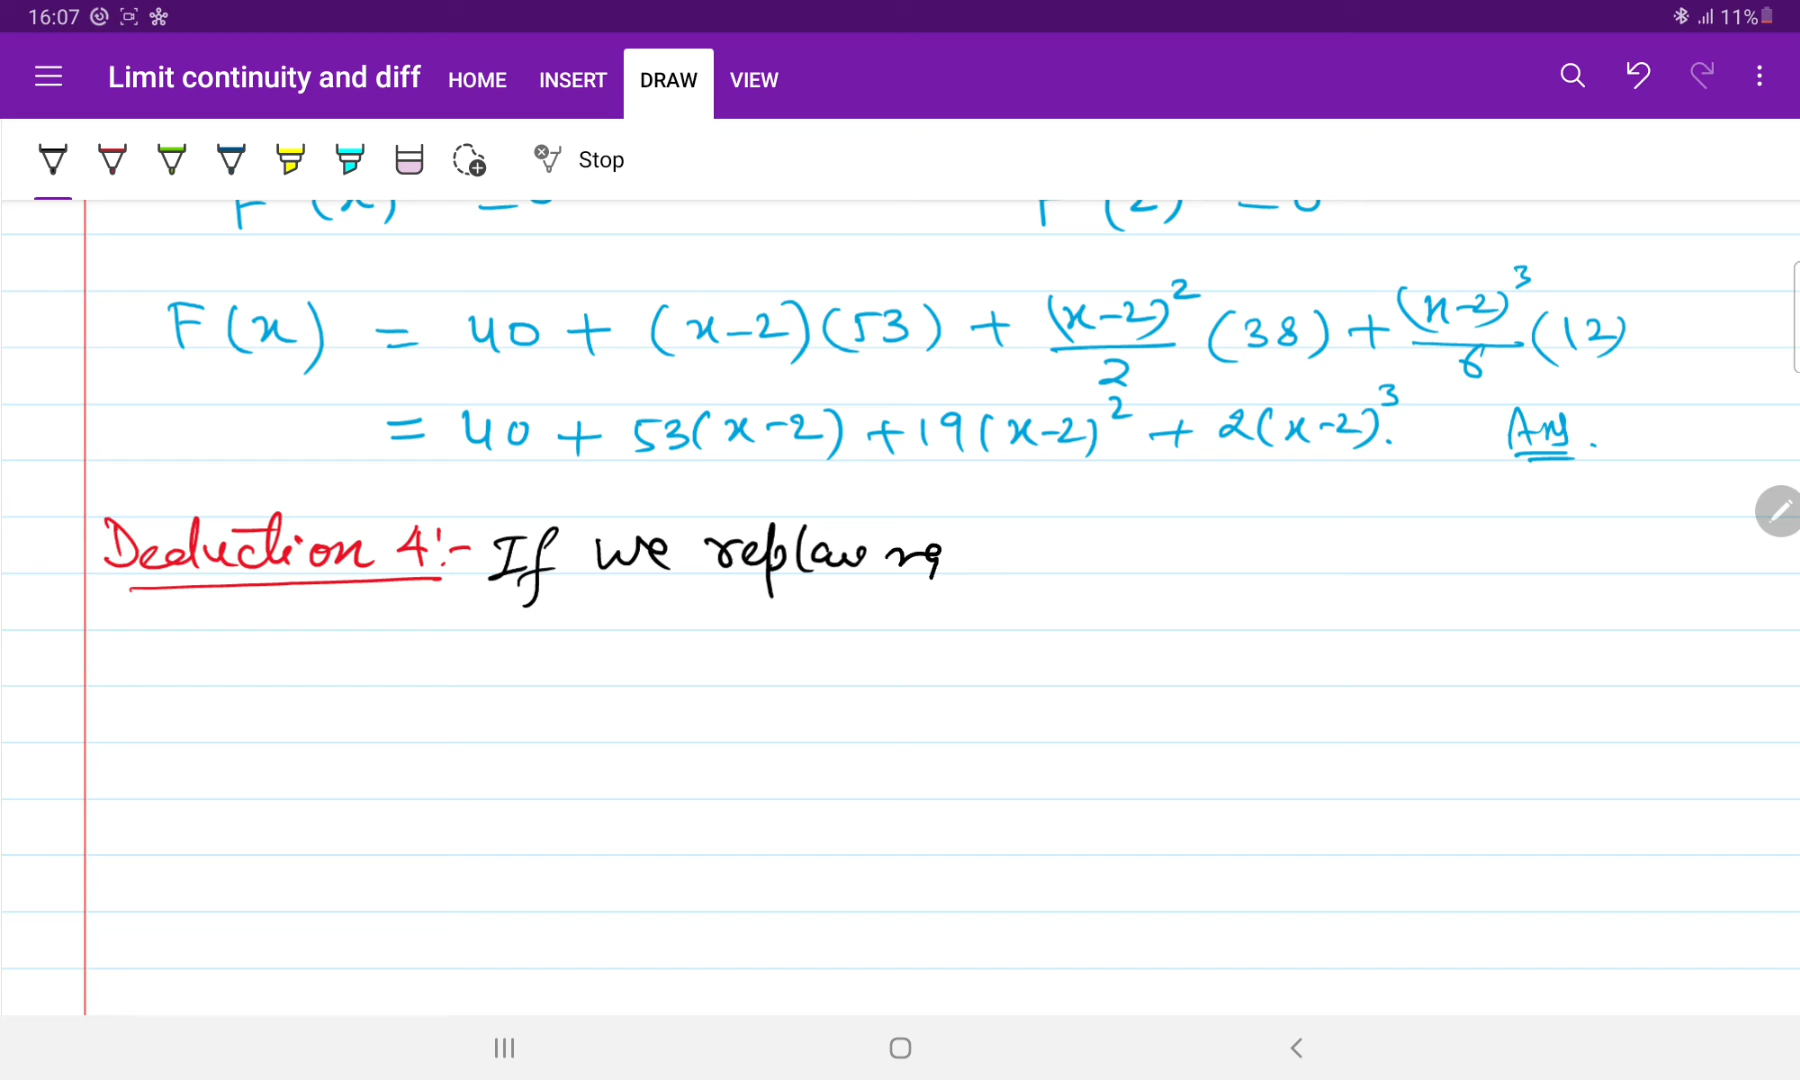 16:07 11%
Limit continuity and diff HOME INSERT DRAW VIEW
Stop
F(x) = 40 + (x-2)(53) + (x-2)²/2 (38) + (x-2)³/6 (12)
= 40 + 53(x-2) + 19(x-2)² + 2(x-2)³. Ans.
Deduction 4:- If we replace